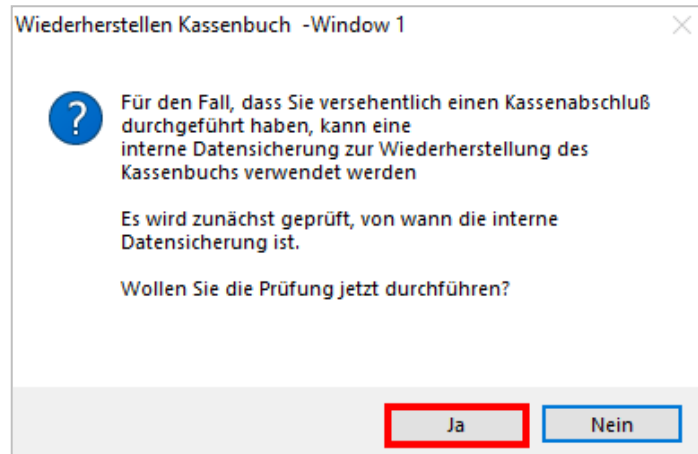 Wiederherstellen Kassenbuch -Window 1
Für den Fall, dass Sie versehentlich einen Kassenabschluß
durchgeführt haben, kann eine
interne Datensicherung zur Wiederherstellung des
Kassenbuchs verwendet werden
Es wird zunächst geprüft, von wann die interne
Datensicherung ist.
Wollen Sie die Prüfung jetzt durchführen?
Ja
Nein